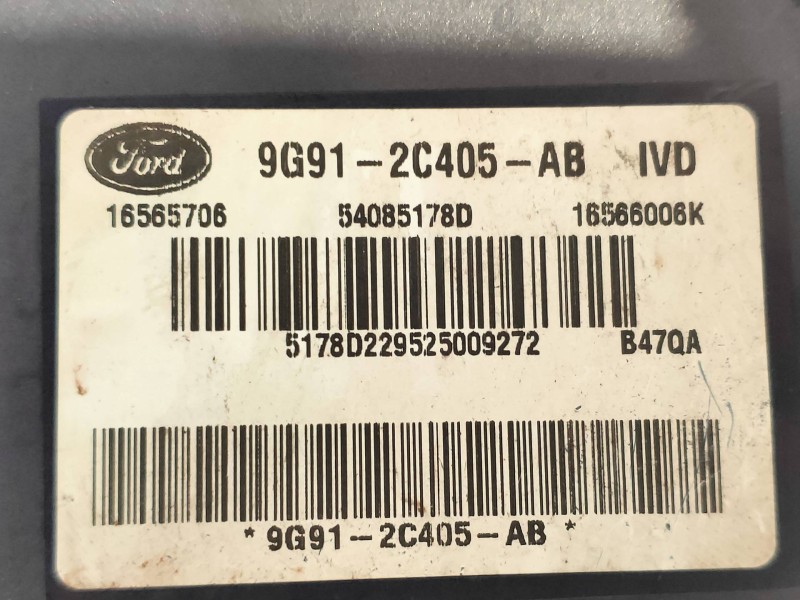 Ford 9G91-2C405-AB IVD
16565706 54085178D 16566006K
5178D229525009272 B47QA
* 9G91-2C405-AB *